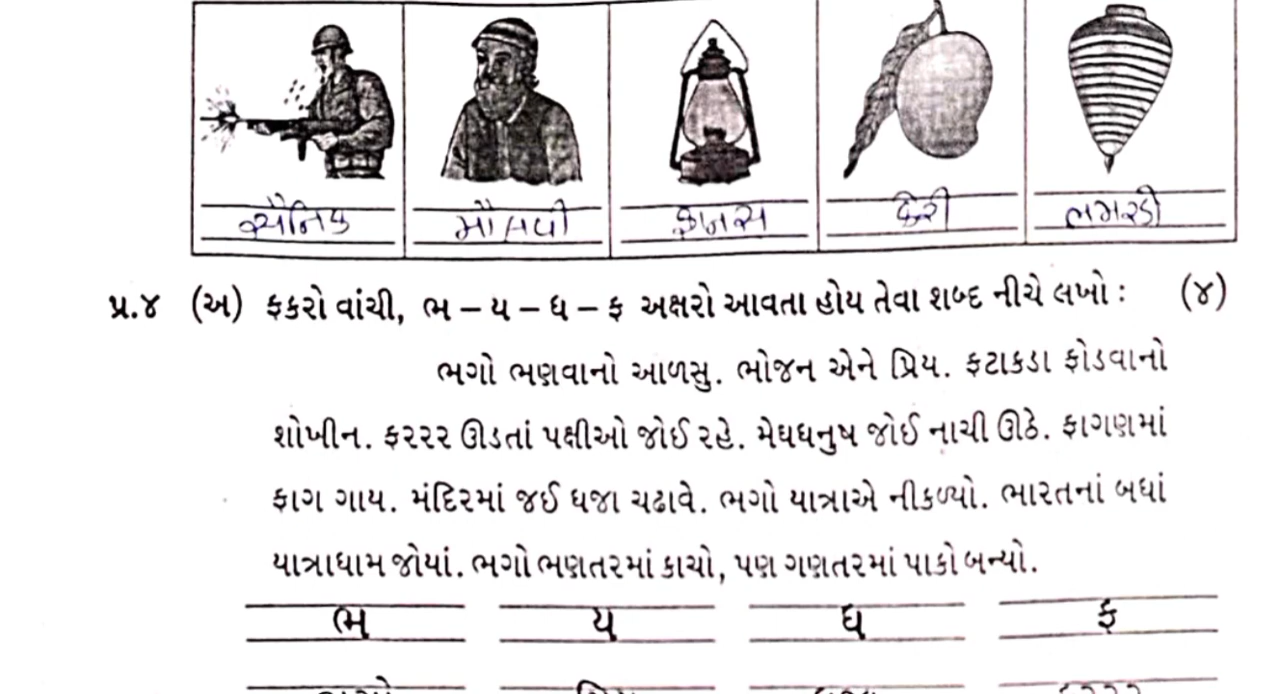 સૈનિક મૌલવી ફાનસ કેરી ભમરડો
પ્ર.૪ (અ) ફકરો વાંચી, ભ – ય – ધ – ફ અક્ષરો આવતા હોય તેવા શબ્દ નીચે લખો : (૪)
ભગો ભણવાનો આળસુ. ભોજન એને પ્રિય. ફટાકડા ફોડવાનો
શોખીન. ફરરર ઊડતાં પક્ષીઓ જોઈ રહે. મેઘધનુષ જોઈ નાચી ઊઠે. ફાગણમાં
ફાગ ગાય. મંદિરમાં જઈ ધજા ચઢાવે. ભગો યાત્રાએ નીકળ્યો. ભારતનાં બધાં
યાત્રાધામ જોયાં. ભગો ભણતરમાં કાચો, પણ ગણતરમાં પાકો બન્યો.
ભ ય ધ ફ